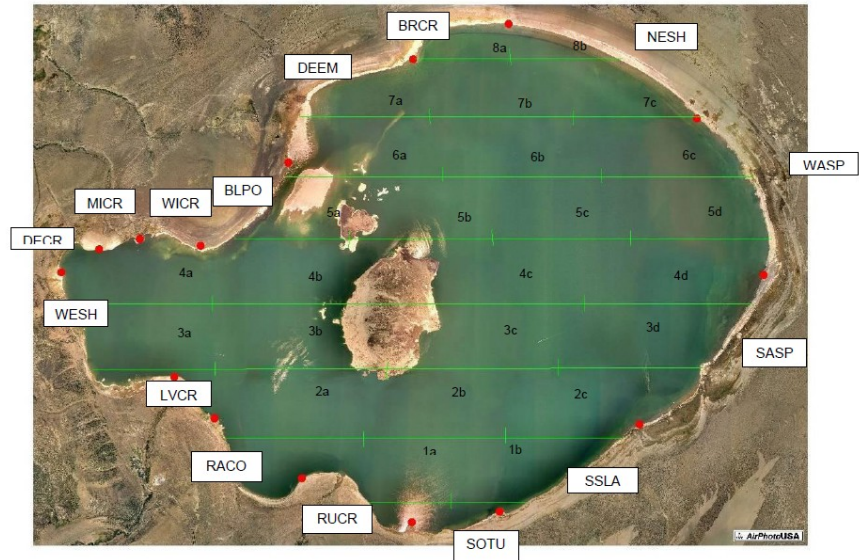 BRCR
NESH
8a
8b
DEEM
7a
7b
7c
6a
6b
6c
WASP
BLPO
MICR
WICR
5a
5b
5c
5d
DECR
4a
4b
4c
4d
WESH
3a
3b
3c
3d
SASP
LVCR
2a
2b
2c
RACO
1a
1b
SSLA
RUCR
SOTU
AirPhotoUSA